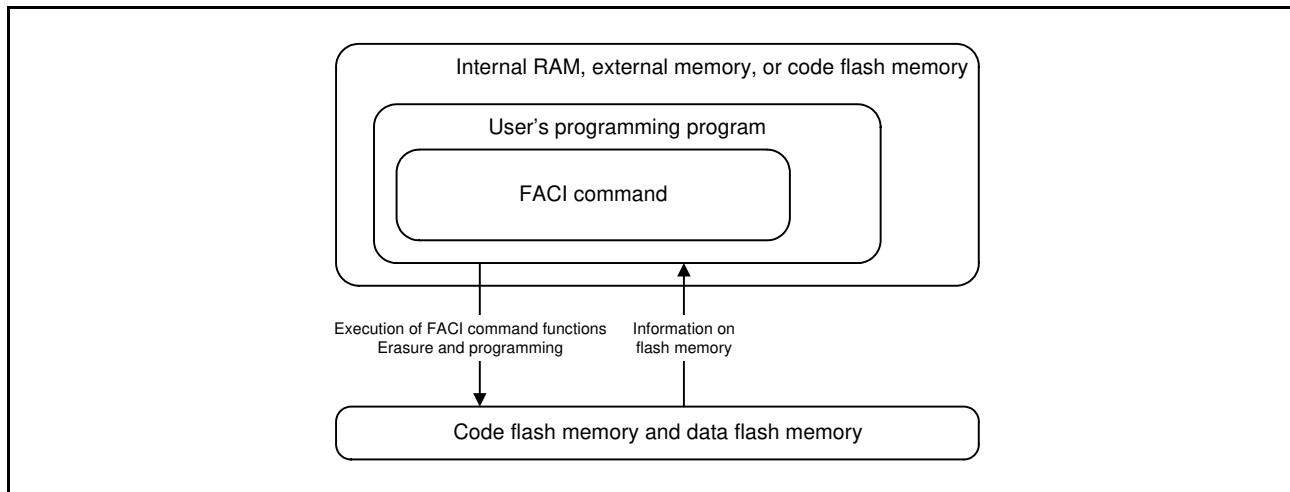 Internal RAM, external memory, or code flash memory
User's programming program
FACI command
Execution of FACI command functions
Erasure and programming
Information on
flash memory
Code flash memory and data flash memory